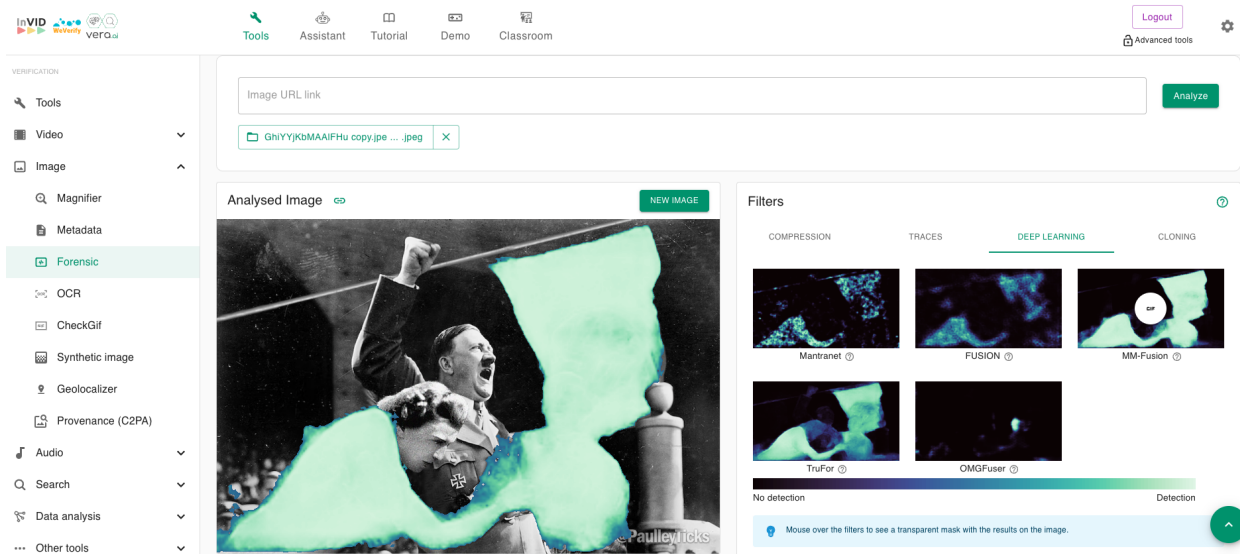 inVID
WeVerify
vera.ai
Tools
Assistant
Tutorial
Demo
Classroom
Logout
Advanced tools
VERIFICATION
Tools
Video
Image
Magnifier
Metadata
Forensic
OCR
CheckGif
Synthetic image
Geolocalizer
Provenance (C2PA)
Audio
Search
Data analysis
Other tools
Image URL link
Analyze
GhiYYjKbMAAlFHu copy.jpe ... .jpeg
Analysed Image
NEW IMAGE
@PaulleyTicks
Filters
COMPRESSION TRACES DEEP LEARNING CLONING
GIF
Mantranet FUSION MM-Fusion
TruFor OMGFuser
No detection Detection
Mouse over the filters to see a transparent mask with the results on the image.